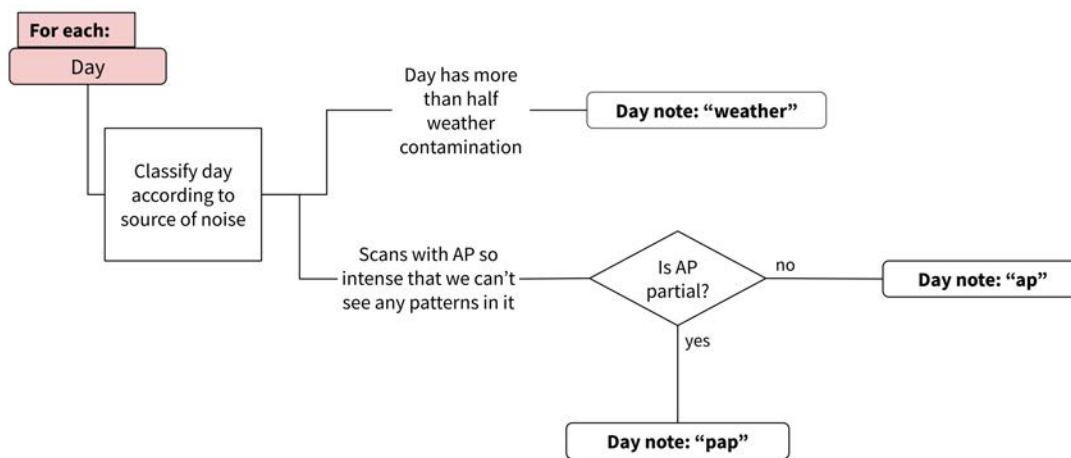 For each:
Day
Classify day
according to
source of noise
Day has more
than half
weather
contamination
Day note: “weather”
Scans with AP so
intense that we can’t
see any patterns in it
Is AP
partial?
no
Day note: “ap”
yes
Day note: “pap”